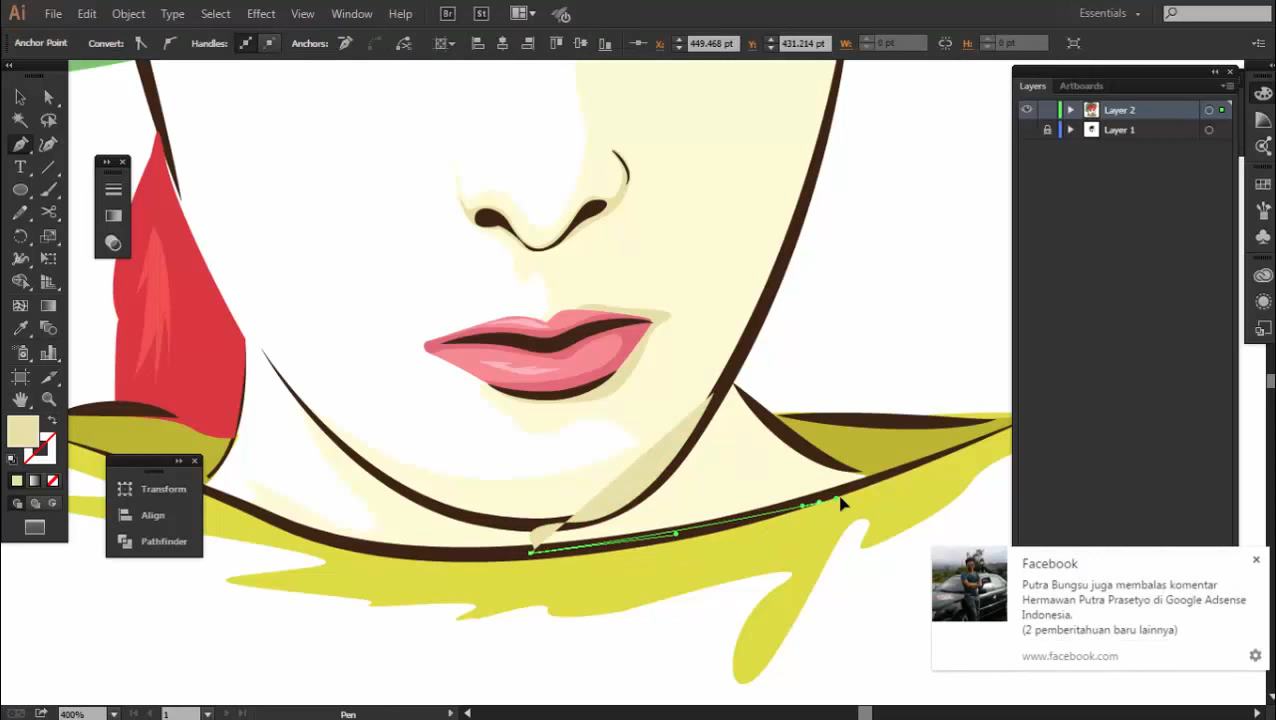 Ai File Edit Object Type Select Effect View Window Help Br St Essentials
Anchor Point Convert: Handles: Anchors: X: 449.468 pt Y: 431.214 pt W: 0 pt H: 0 pt
Layers Artboards
Layer 2
Layer 1
Transform
Align
Pathfinder
Facebook
Putra Bungsu juga membalas komentar
Hermawan Putra Prasetyo di Google Adsense
Indonesia.
(2 pemberitahuan baru lainnya)
www.facebook.com
400% 1 Pen